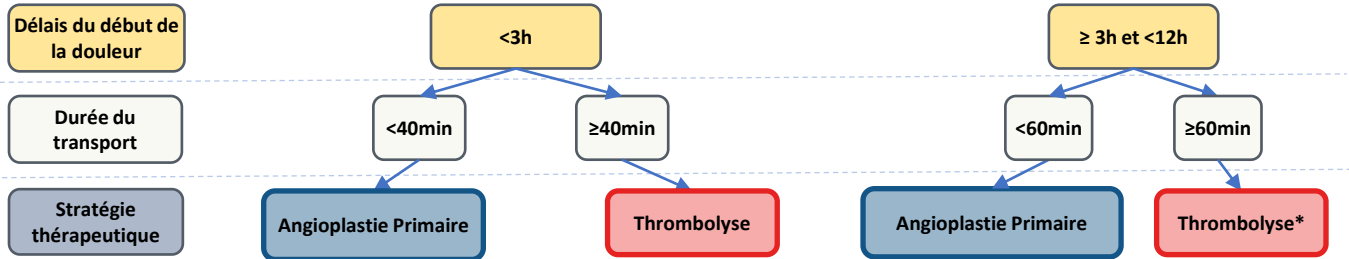 Délais du début de
la douleur
<3h
≥ 3h et <12h
Durée du
transport
<40min
≥40min
<60min
≥60min
Stratégie
thérapeutique
Angioplastie Primaire
Thrombolyse
Angioplastie Primaire
Thrombolyse*